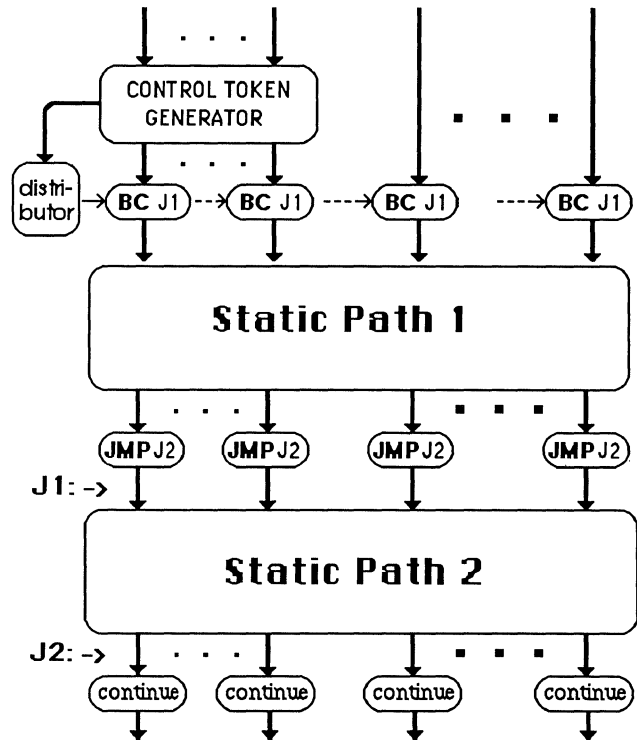 CONTROL TOKEN
GENERATOR
distri-
butor
BC J1
BC J1
BC J1
BC J1
Static Path 1
JMP J2
JMP J2
JMP J2
JMP J2
J1: ->
Static Path 2
J2: ->
continue
continue
continue
continue